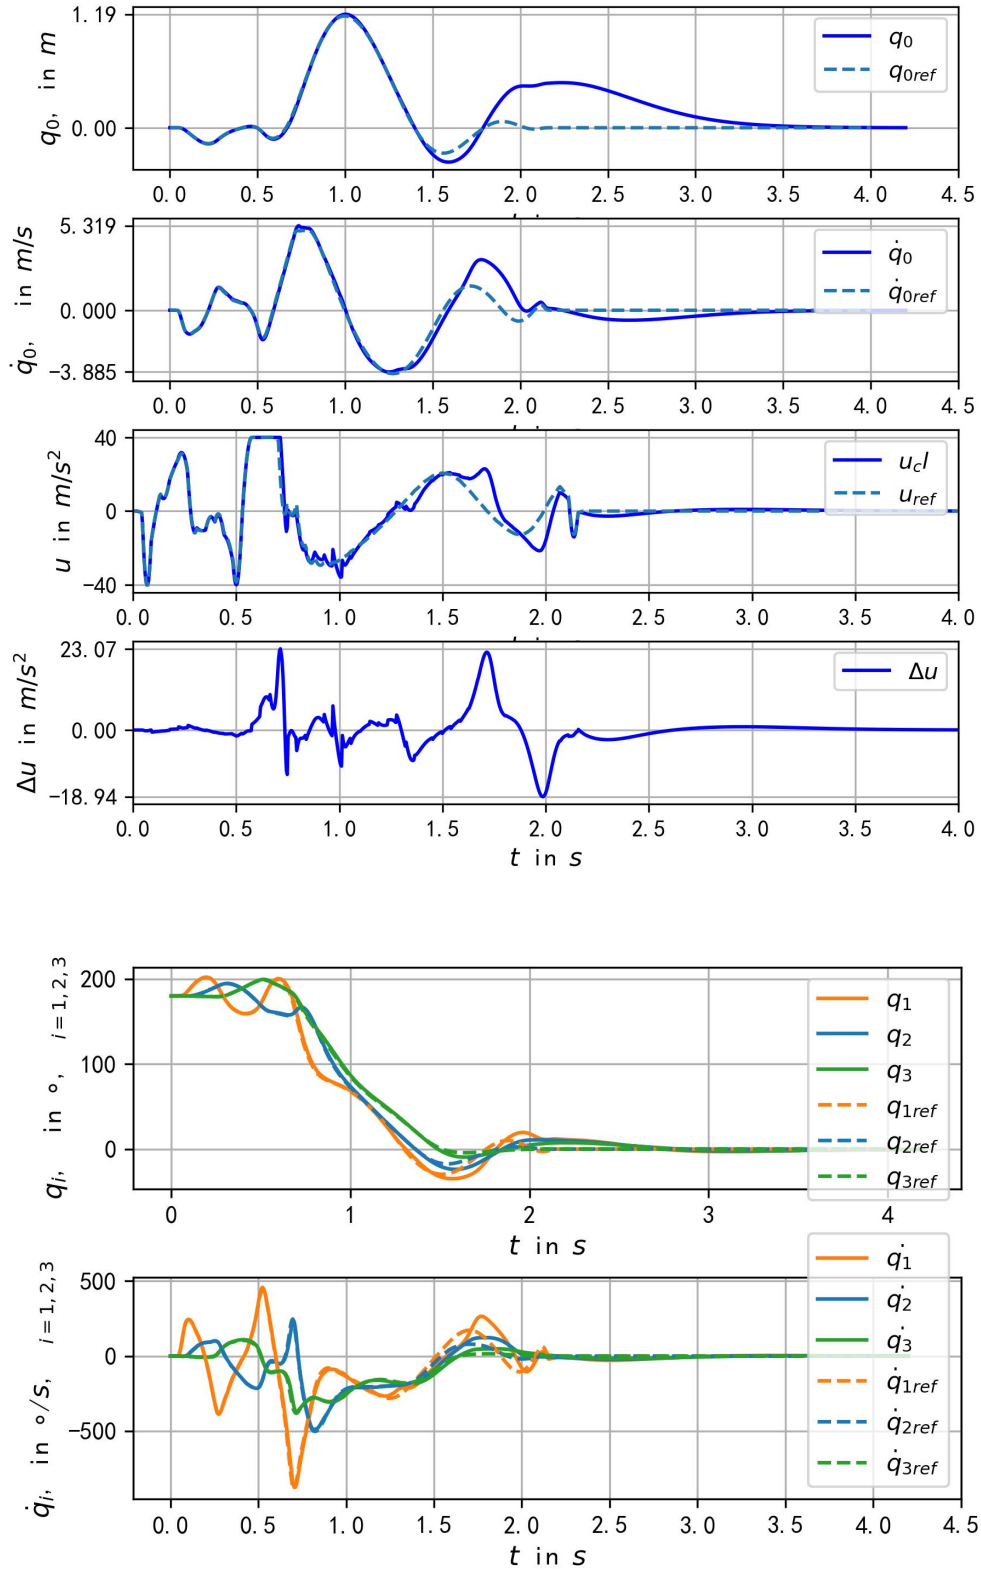 q₀, in m
1.19
0.00
q₀
q₀ref
0.0 0.5 1.0 1.5 2.0 2.5 3.0 3.5 4.0 4.5
q̇₀, in m/s
5.319
0.000
−3.885
q̇₀
q̇₀ref
0.0 0.5 1.0 1.5 2.0 2.5 3.0 3.5 4.0 4.5
u in m/s²
40
0
−40
u_cl
u_ref
0.0 0.5 1.0 1.5 2.0 2.5 3.0 3.5 4.0
Δu in m/s²
23.07
0.00
−18.94
Δu
0.0 0.5 1.0 1.5 2.0 2.5 3.0 3.5 4.0
t in s
qᵢ, in °, i = 1, 2, 3
200
100
0
q₁
q₂
q₃
q₁ref
q₂ref
q₃ref
0 1 2 3 4
t in s
q̇ᵢ, in °/s, i = 1, 2, 3
500
0
−500
q̇₁
q̇₂
q̇₃
q̇₁ref
q̇₂ref
q̇₃ref
0.0 0.5 1.0 1.5 2.0 2.5 3.0 3.5 4.0 4.5
t in s